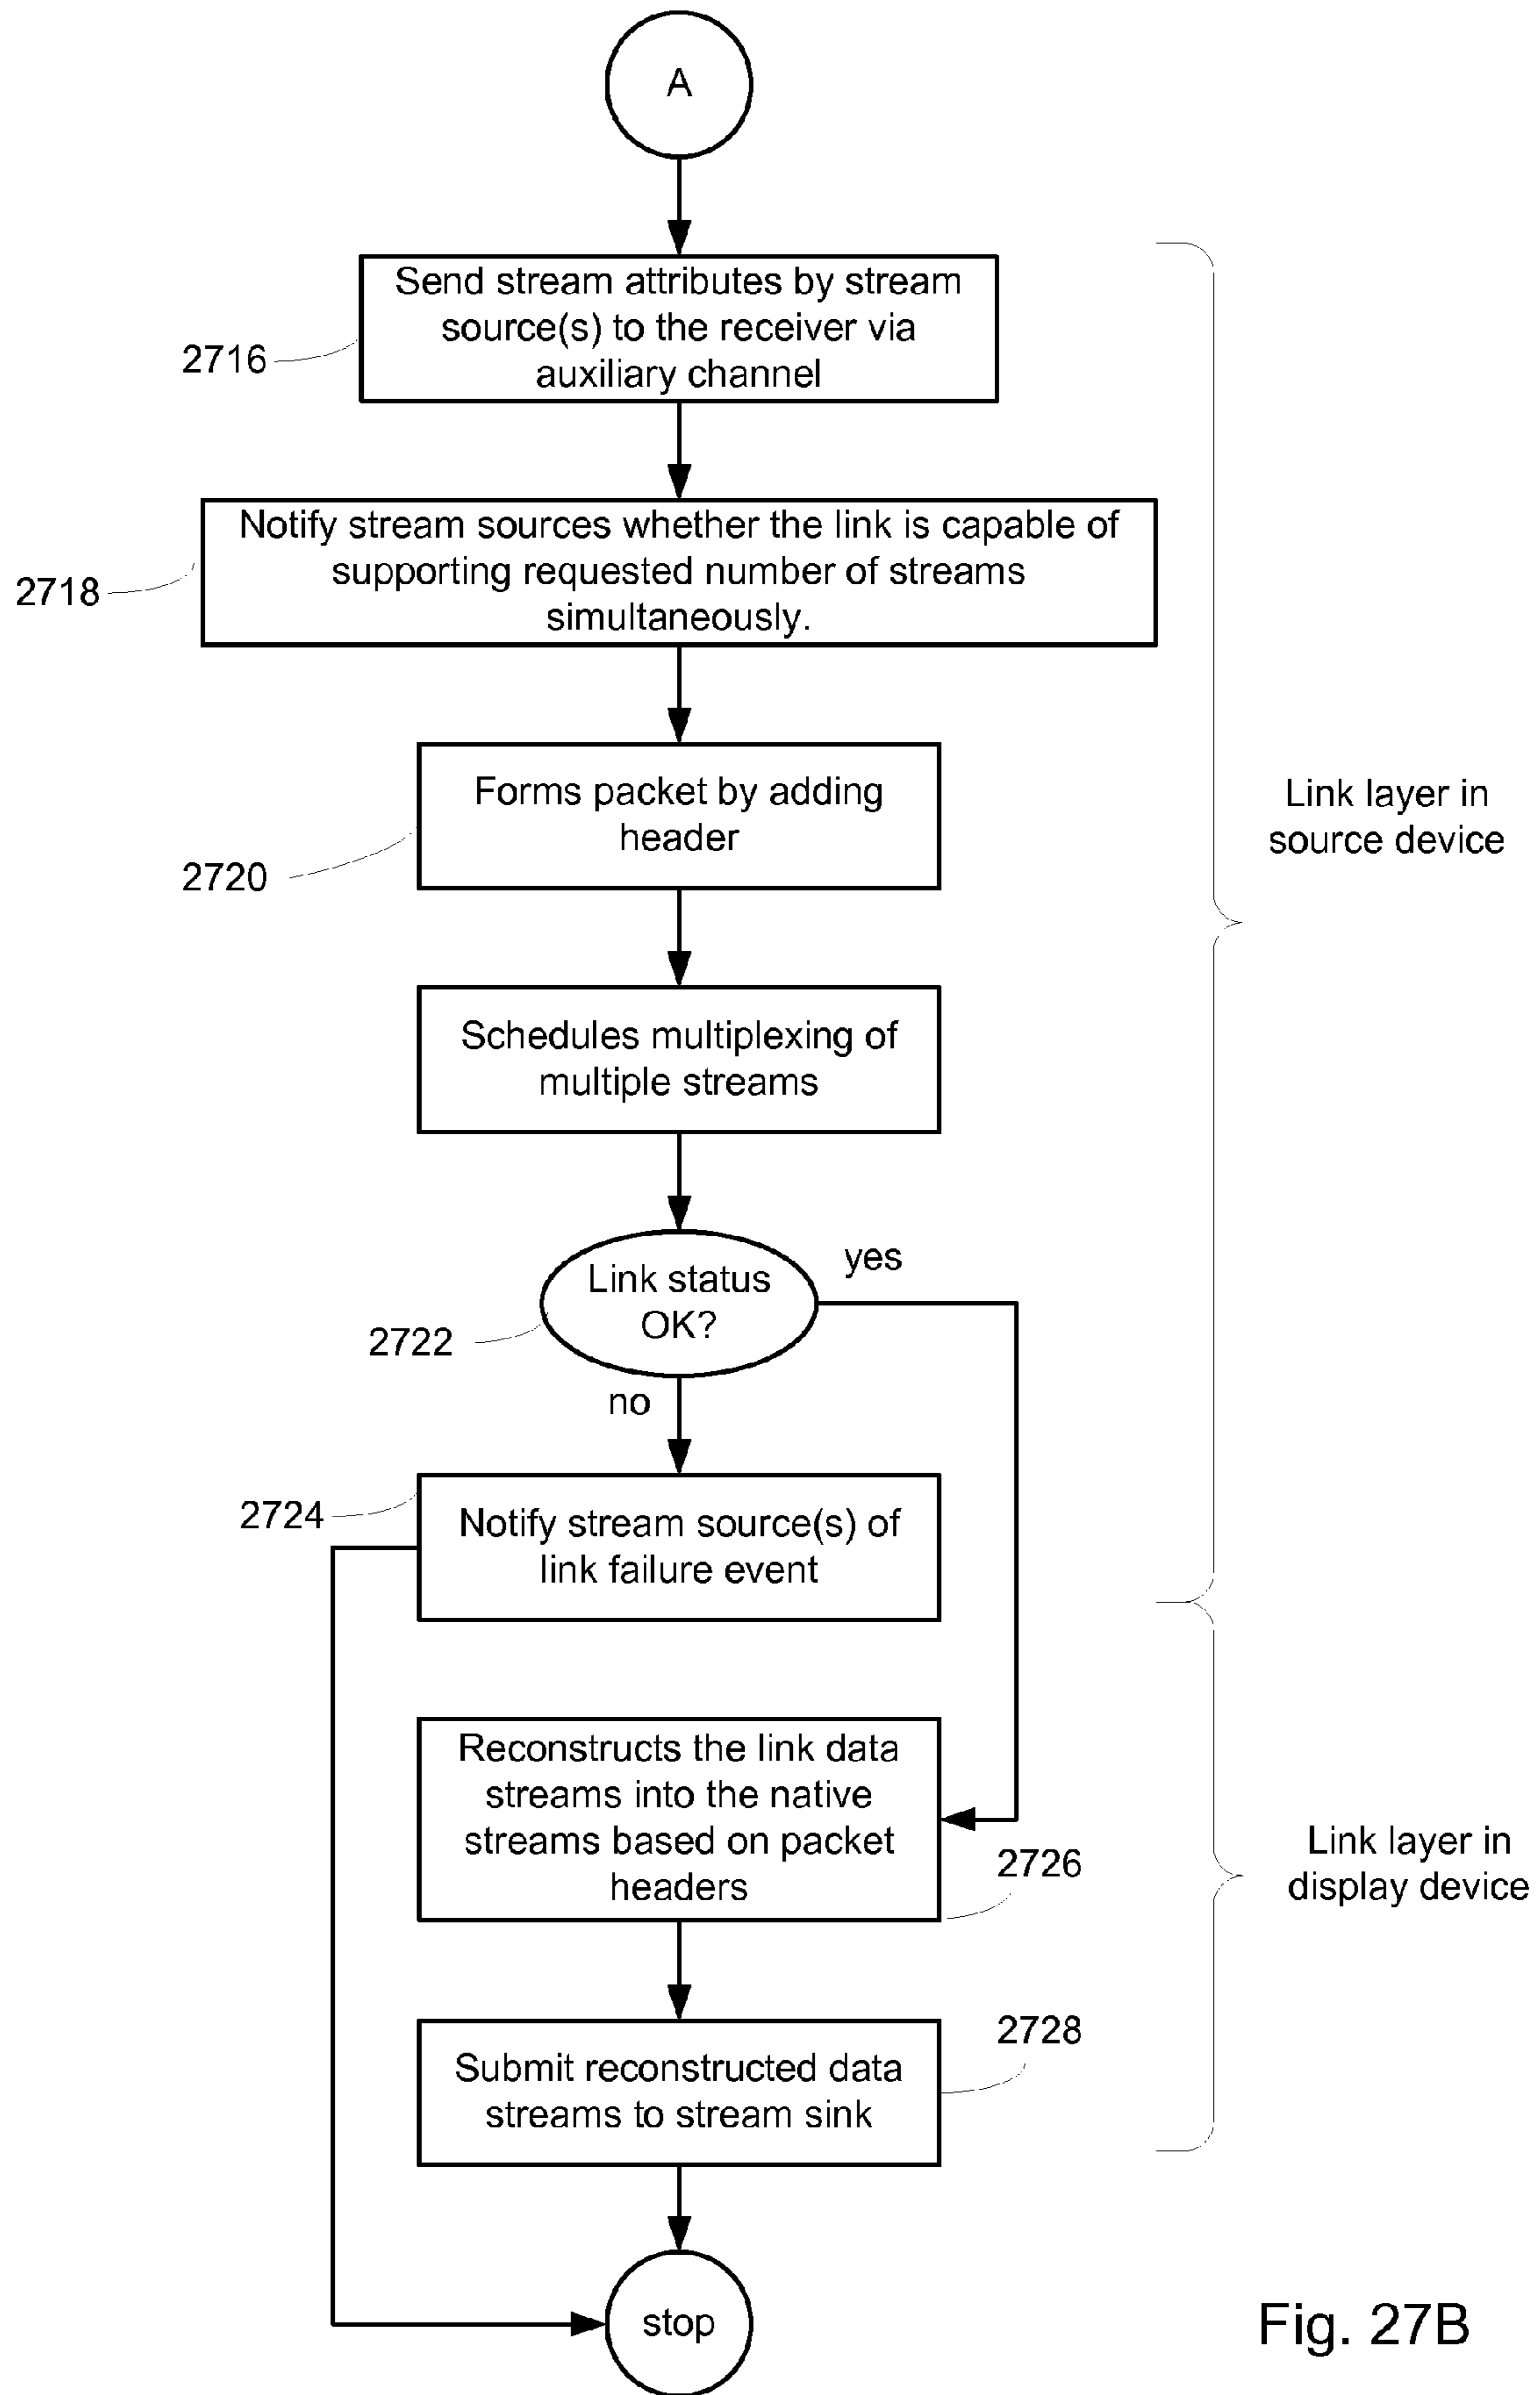 A
Send stream attributes by stream
source(s) to the receiver via
auxiliary channel
2716
Notify stream sources whether the link is capable of
supporting requested number of streams
simultaneously.
2718
Forms packet by adding
header
2720
Link layer in
source device
Schedules multiplexing of
multiple streams
Link status
OK?
yes
2722
no
2724
Notify stream source(s) of
link failure event
Reconstructs the link data
streams into the native
streams based on packet
headers
2726
Link layer in
display device
2728
Submit reconstructed data
streams to stream sink
stop
Fig. 27B